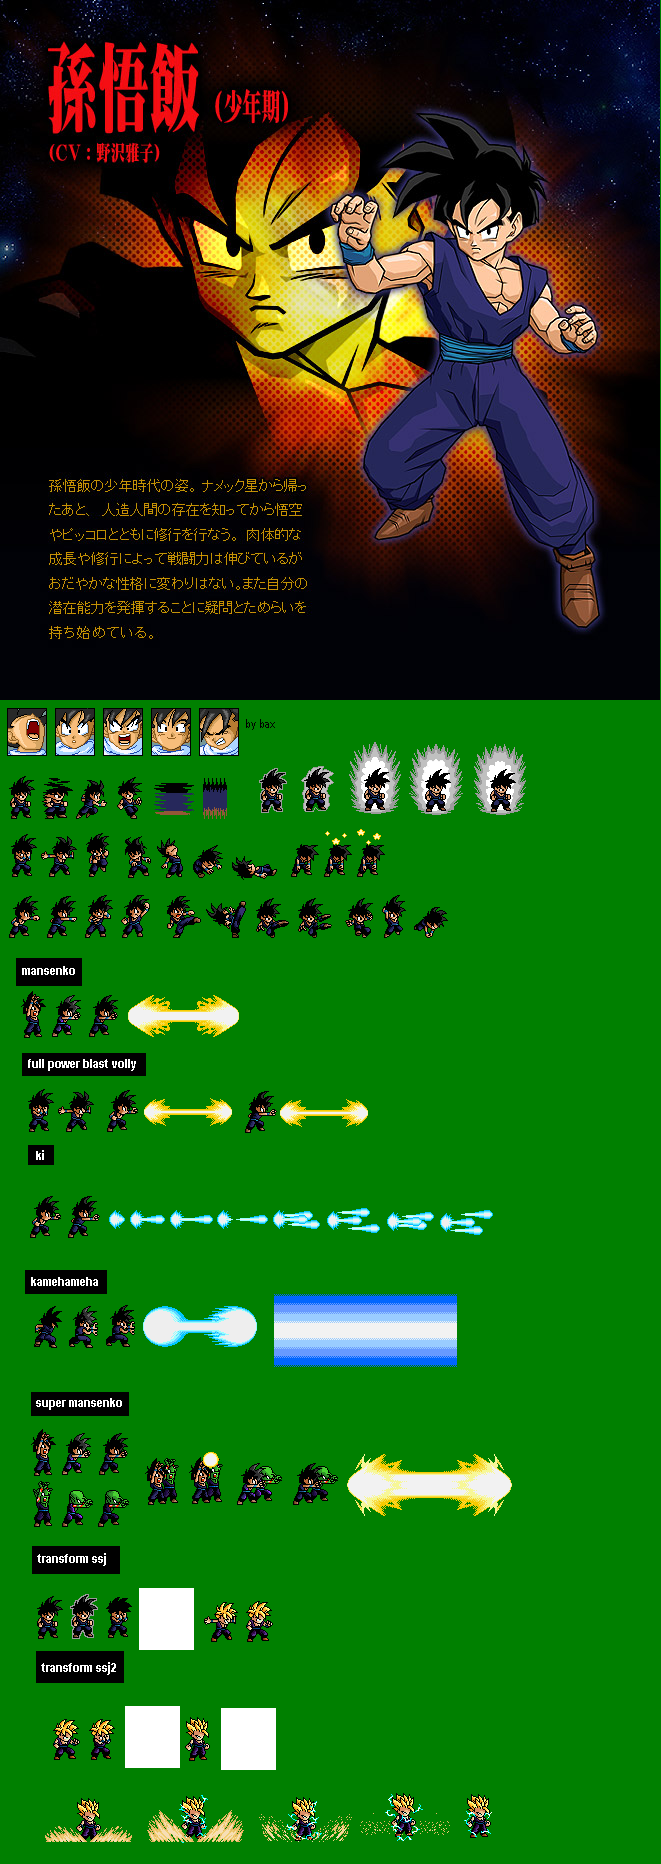 孫悟飯 (少年期)
(CV：野沢雅子)
孫悟飯の少年時代の姿。ナメック星から帰っ
たあと、人造人間の存在を知ってから悟空
やピッコロとともに修行を行なう。肉体的な
成長や修行によって戦闘力は伸びているが
おだやかな性格に変わりはない。また自分の
潜在能力を発揮することに疑問とためらいを
持ち始めている。
by bax
mansenko
full power blast volly
ki
kamehameha
super mansenko
transform ssj
transform ssj2